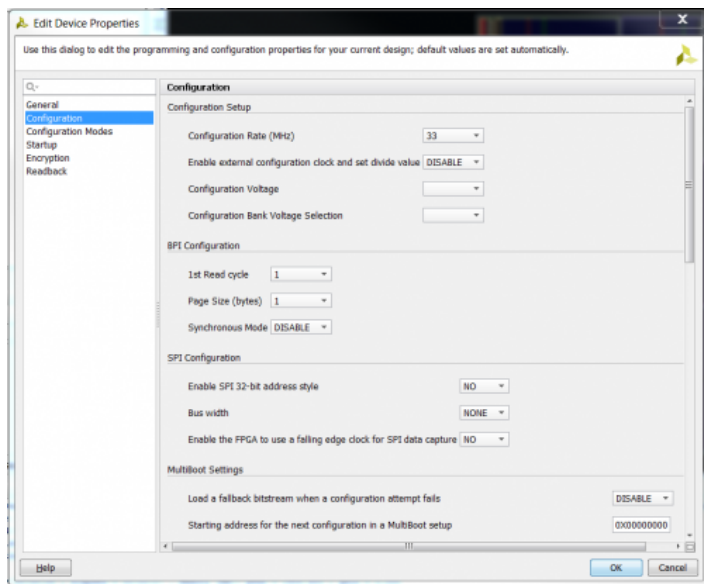 Edit Device Properties
X
Use this dialog to edit the programming and configuration properties for your current design; default values are set automatically.
General
Configuration
Configuration Modes
Startup
Encryption
Readback
Configuration
Configuration Setup
Configuration Rate (MHz) 33
Enable external configuration clock and set divide value DISABLE
Configuration Voltage
Configuration Bank Voltage Selection
BPI Configuration
1st Read cycle 1
Page Size (bytes) 1
Synchronous Mode DISABLE
SPI Configuration
Enable SPI 32-bit address style NO
Bus width NONE
Enable the FPGA to use a falling edge clock for SPI data capture NO
MultiBoot Settings
Load a fallback bitstream when a configuration attempt fails DISABLE
Starting address for the next configuration in a MultiBoot setup 0X00000000
Help OK Cancel